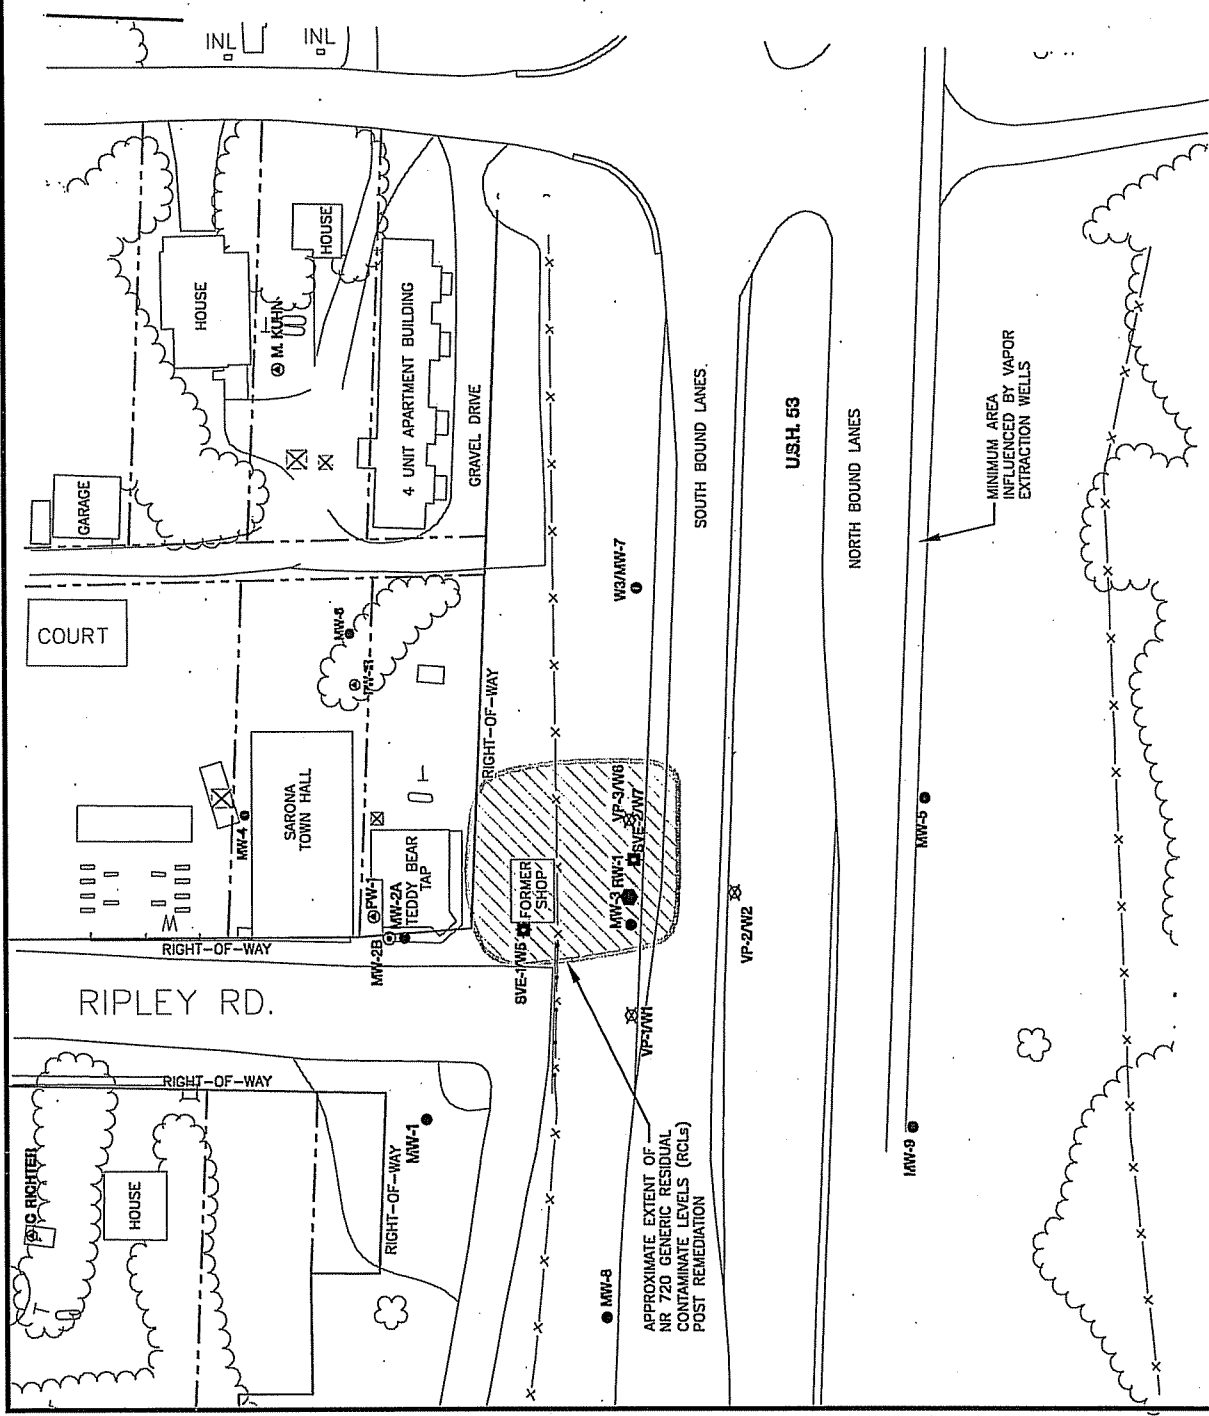 INL
INL
HOUSE
HOUSE
M. KUHN
4 UNIT APARTMENT BUILDING
GRAVEL DRIVE
GARAGE
COURT
SOUTH BOUND LANES
U.S.H. 53
NORTH BOUND LANES
MINIMUM AREA
INFLUENCED BY VAPOR
EXTRACTION WELLS
W3/MW-7
MW-6
RIGHT-OF-WAY
SARONA
TOWN HALL
MW-4
TEDDY BEAR
TAP
PW-1
MW-2A
MW-2B
FORMER
SHOP
SVE-1/W5
MW-3
RW-1
VP-3/W8
SVE-2/W7
VP-2/W2
VP-1/W1
MW-5
RIGHT-OF-WAY
RIPLEY RD.
RIGHT-OF-WAY
C RICHTER
HOUSE
RIGHT-OF-WAY
MW-1
MW-8
MW-9
APPROXIMATE EXTENT OF
NR 720 GENERIC RESIDUAL
CONTAMINATE LEVELS (RCLs)
POST REMEDIATION